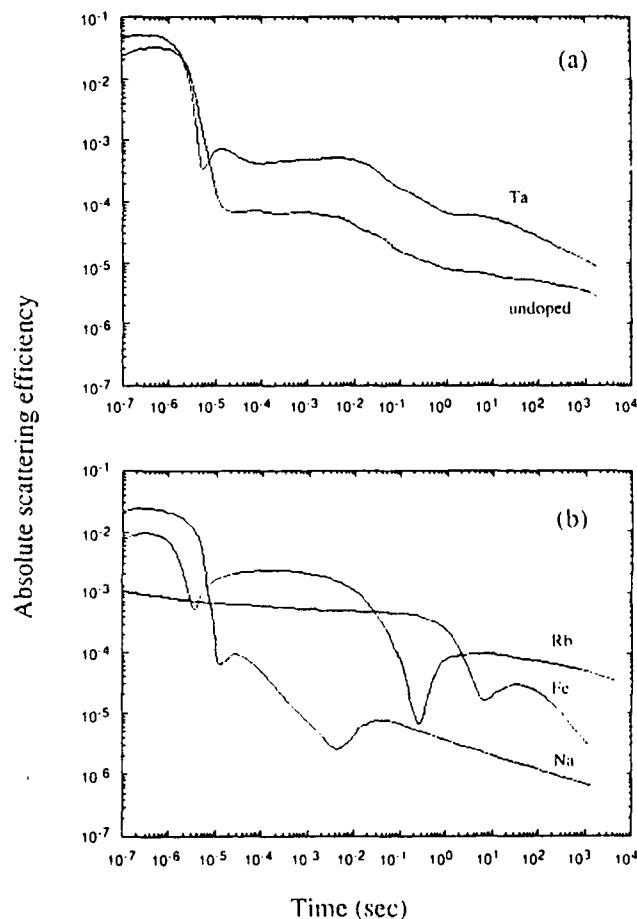 (a)
10⁻¹
10⁻²
10⁻³
10⁻⁴
10⁻⁵
10⁻⁶
10⁻⁷
Ta
undoped
10⁻⁷ 10⁻⁶ 10⁻⁵ 10⁻⁴ 10⁻³ 10⁻² 10⁻¹ 10⁰ 10¹ 10² 10³ 10⁴
Absolute scattering efficiency
10⁻¹
(b)
10⁻²
10⁻³
10⁻⁴
10⁻⁵
10⁻⁶
10⁻⁷
Rb
Fe
Na
10⁻⁷ 10⁻⁶ 10⁻⁵ 10⁻⁴ 10⁻³ 10⁻² 10⁻¹ 10⁰ 10¹ 10² 10³ 10⁴
Time (sec)